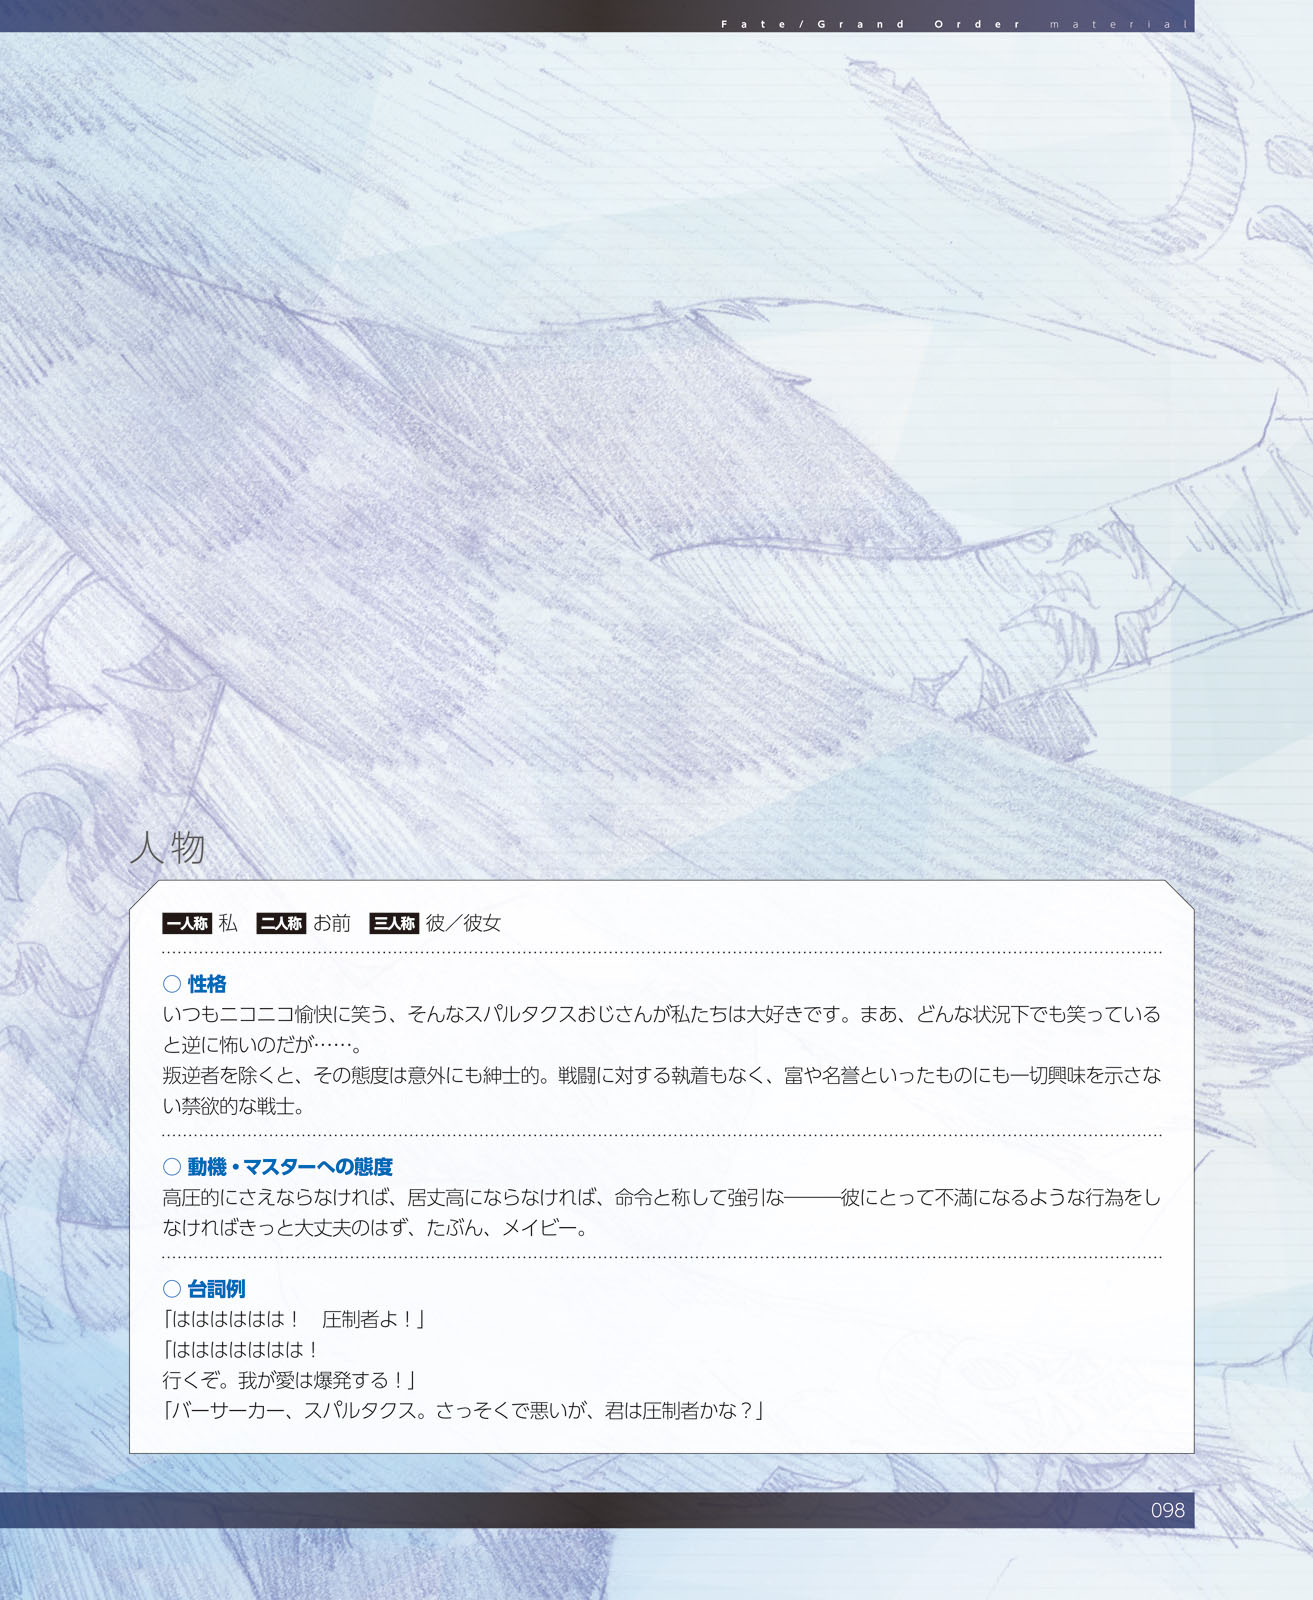 Fate/Grand Order material
人物
一人称 私 二人称 お前 三人称 彼／彼女
○ 性格
いつもニコニコ愉快に笑う、そんなスパルタクスおじさんが私たちは大好きです。まあ、どんな状況下でも笑っている
と逆に怖いのだが……。
叛逆者を除くと、その態度は意外にも紳士的。戦闘に対する執着もなく、富や名誉といったものにも一切興味を示さな
い禁欲的な戦士。
○ 動機・マスターへの態度
高圧的にさえならなければ、居丈高にならなければ、命令と称して強引な———彼にとって不満になるような行為をし
なければきっと大丈夫のはず、たぶん、メイビー。
○ 台詞例
「はははははは！　圧制者よ！」
「ははははははは！
行くぞ。我が愛は爆発する！」
「バーサーカー、スパルタクス。さっそくで悪いが、君は圧制者かな？」
098